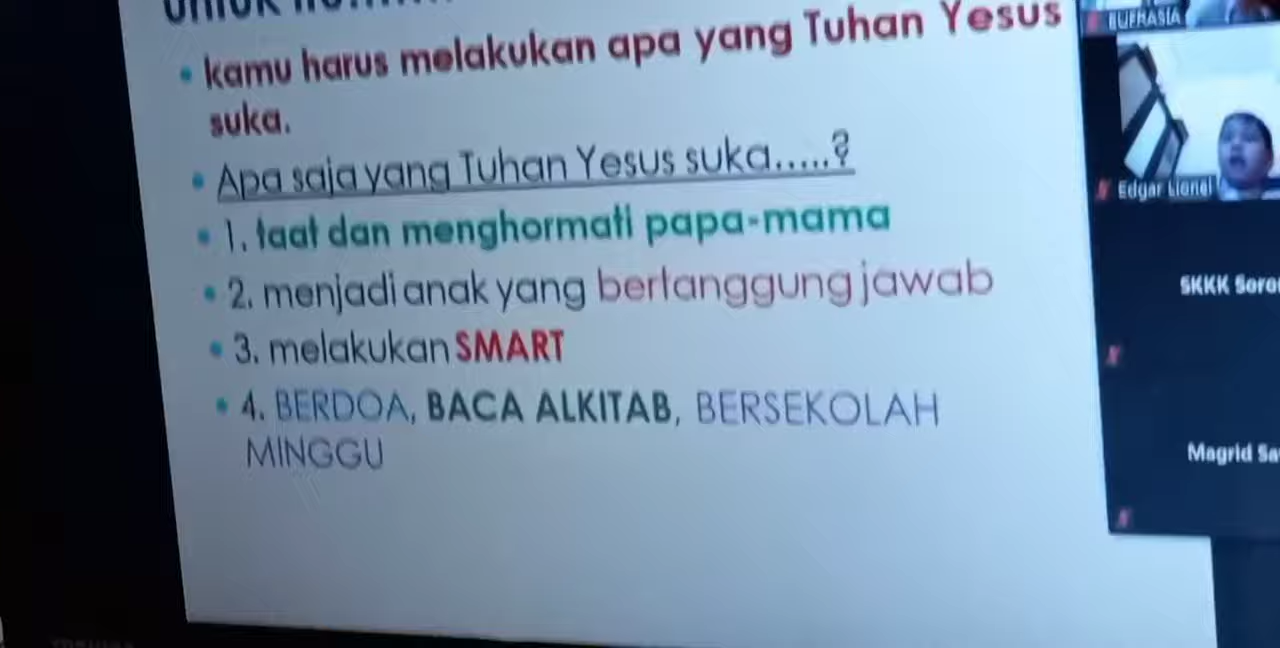 • kamu harus melakukan apa yang Tuhan Yesus
suka.
• Apa saja yang Tuhan Yesus suka.....?
• 1. taat dan menghormati papa-mama
• 2. menjadi anak yang bertanggung jawab
• 3. melakukan SMART
• 4. BERDOA, BACA ALKITAB, BERSEKOLAH
MINGGU
Edgar Lionel
SKKK
Magrid